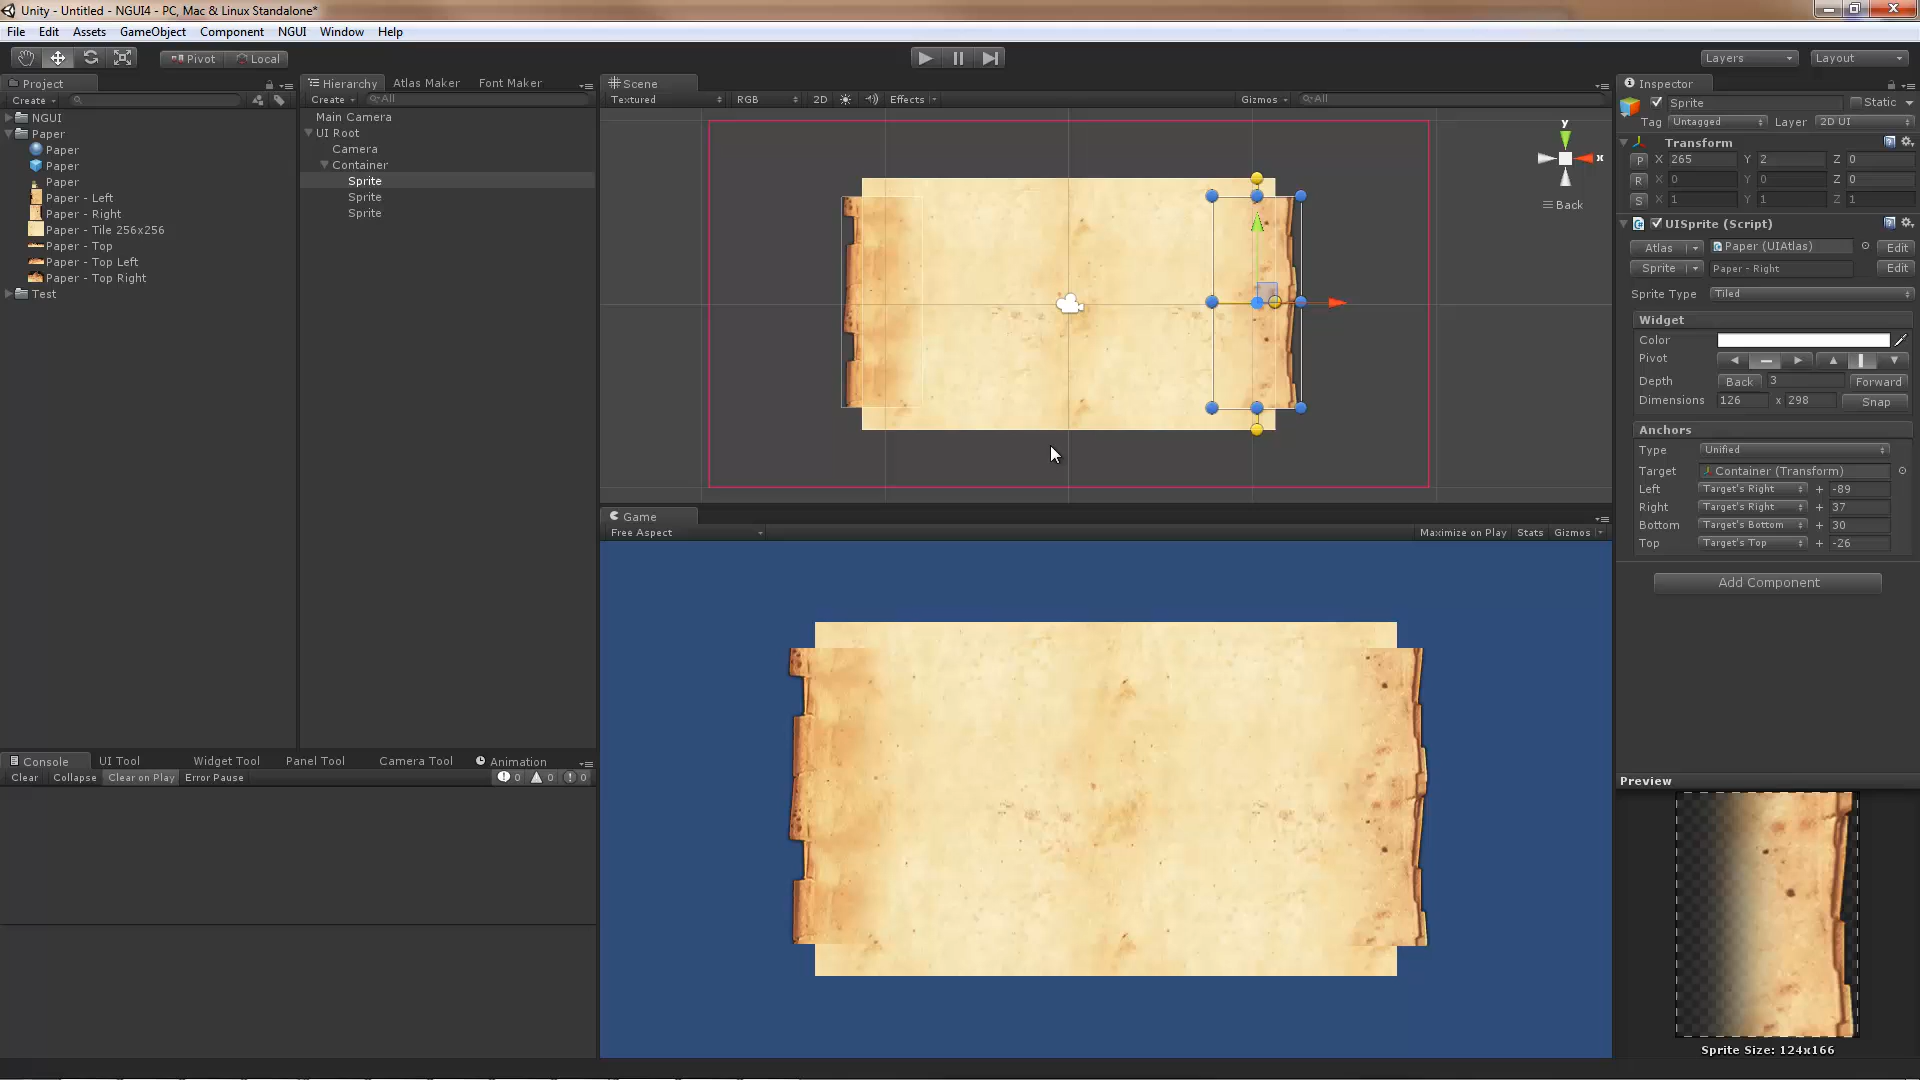 Unity - Untitled - NGUI4 - PC, Mac & Linux Standalone*
File Edit Assets GameObject Component NGUI Window Help
Pivot Local Layers Layout
Project
Create
NGUI
Paper
Paper
Paper
Paper
Paper - Left
Paper - Right
Paper - Tile 256x256
Paper - Top
Paper - Top Left
Paper - Top Right
Test
Hierarchy Atlas Maker Font Maker
Create All
Main Camera
UI Root
Camera
Container
Sprite
Sprite
Sprite
Scene
Textured RGB 2D Effects Gizmos All
y
x
Back
Game
Free Aspect Maximize on Play Stats Gizmos
Console UI Tool Widget Tool Panel Tool Camera Tool Animation
Clear Collapse Clear on Play Error Pause 0 0 0
Inspector
Sprite Static
Tag Untagged Layer 2D UI
Transform
P X 265 Y 2 Z 0
R X 0 Y 0 Z 0
S X 1 Y 1 Z 1
UISprite (Script)
Atlas Paper (UIAtlas) Edit
Sprite Paper - Right Edit
Sprite Type Tiled
Widget
Color
Pivot
Depth Back 3 Forward
Dimensions 126 x 298 Snap
Anchors
Type Unified
Target Container (Transform)
Left Target's Right + -89
Right Target's Right + 37
Bottom Target's Bottom + 30
Top Target's Top + -26
Add Component
Preview
Sprite Size: 124x166